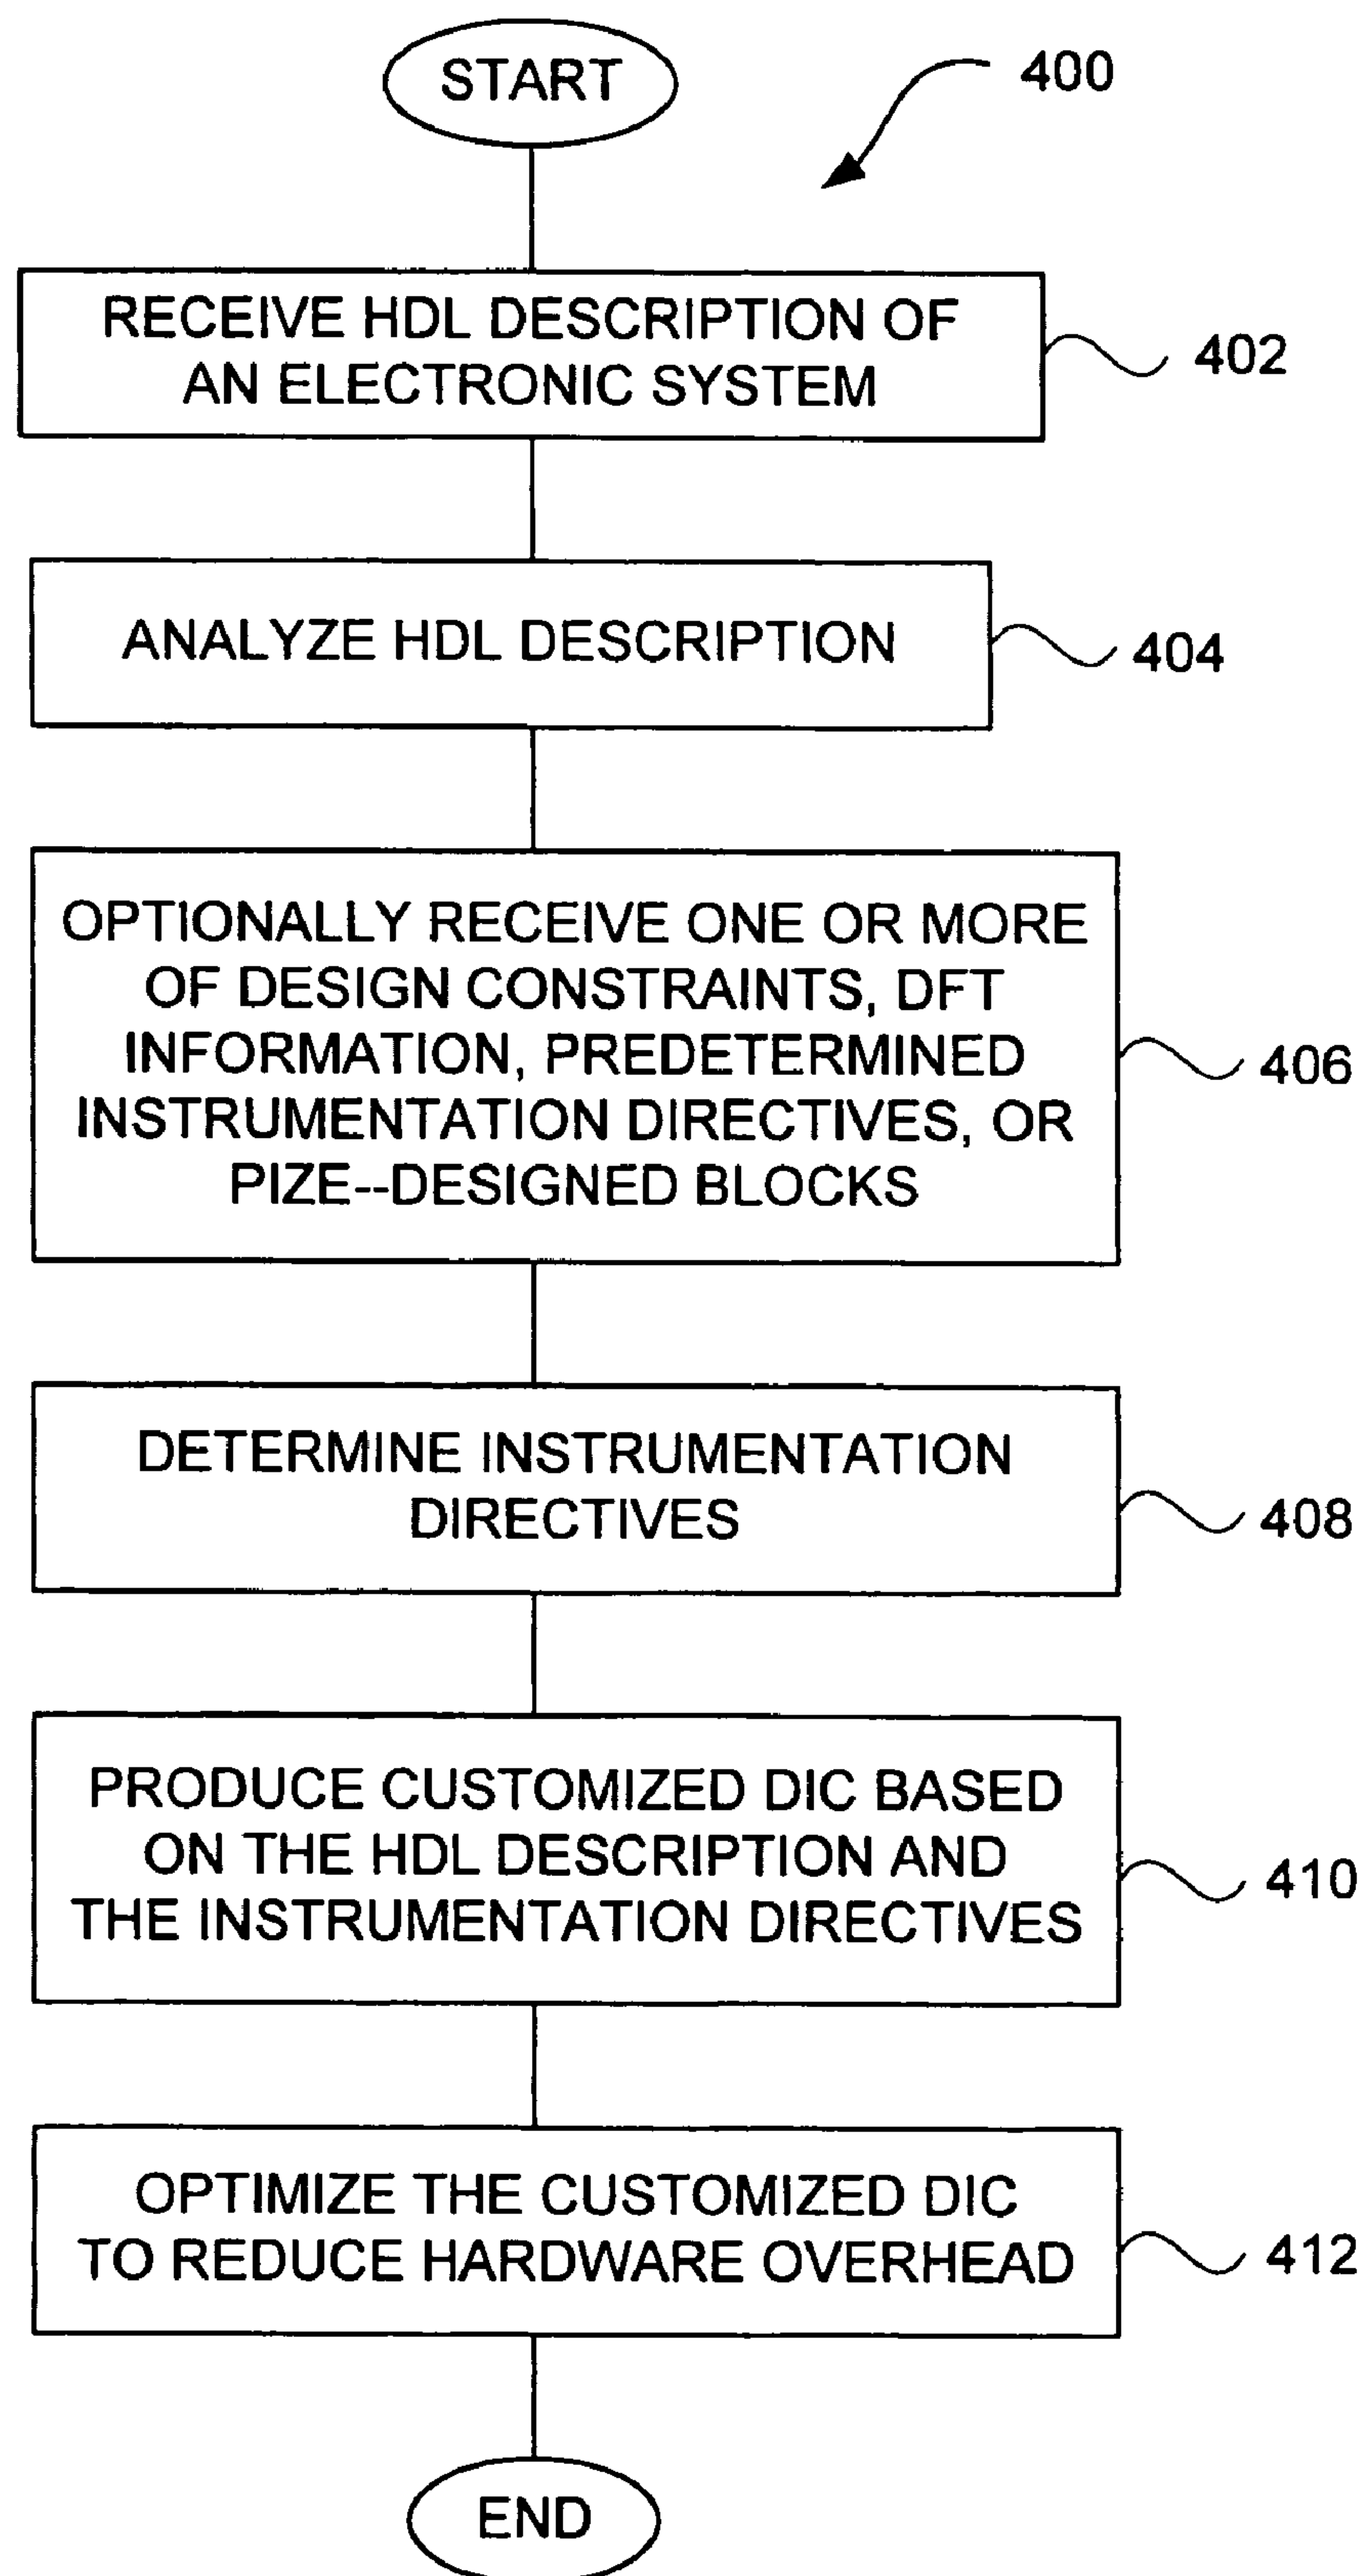 START
400
RECEIVE HDL DESCRIPTION OF
AN ELECTRONIC SYSTEM
402
ANALYZE HDL DESCRIPTION
404
OPTIONALLY RECEIVE ONE OR MORE
OF DESIGN CONSTRAINTS, DFT
INFORMATION, PREDETERMINED
INSTRUMENTATION DIRECTIVES, OR
PIZE--DESIGNED BLOCKS
406
DETERMINE INSTRUMENTATION
DIRECTIVES
408
PRODUCE CUSTOMIZED DIC BASED
ON THE HDL DESCRIPTION AND
THE INSTRUMENTATION DIRECTIVES
410
OPTIMIZE THE CUSTOMIZED DIC
TO REDUCE HARDWARE OVERHEAD
412
END